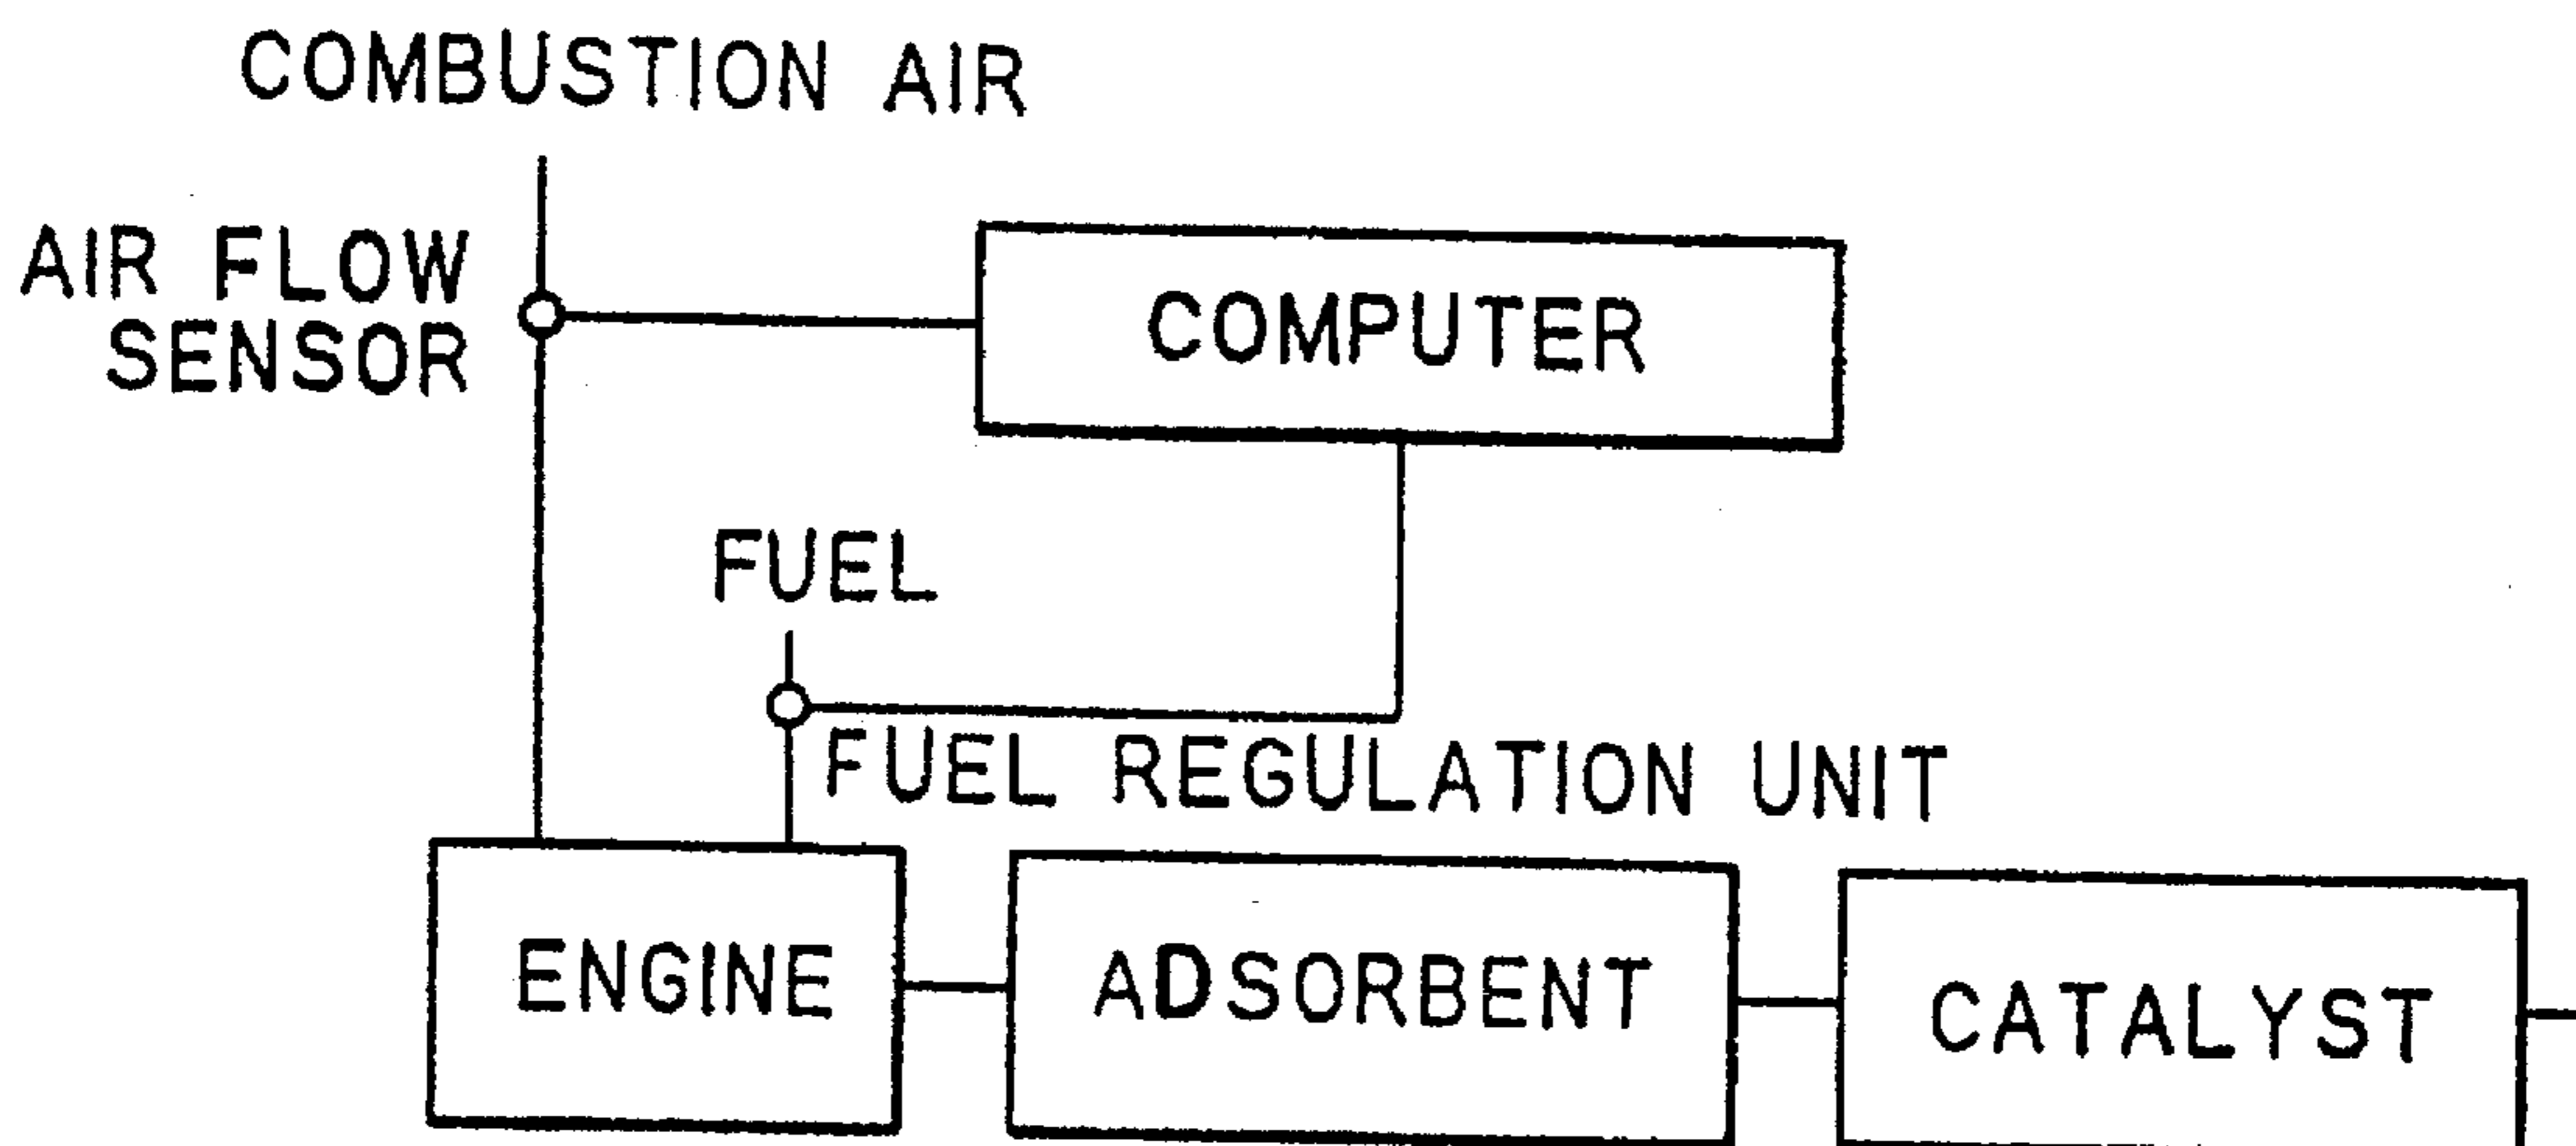 COMBUSTION AIR
AIR FLOW
SENSOR
COMPUTER
FUEL
FUEL REGULATION UNIT
ENGINE
ADSORBENT
CATALYST